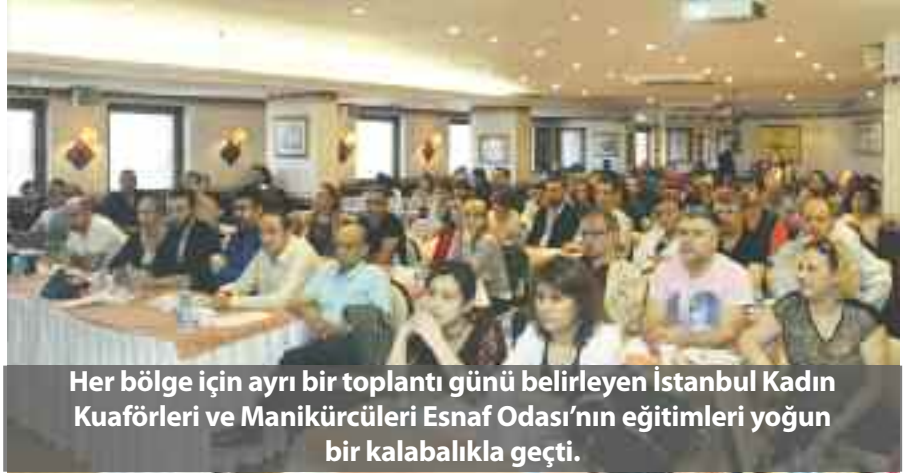 Her bölge için ayrı bir toplantı günü belirleyen İstanbul Kadın
Kuaförleri ve Manikürcüleri Esnaf Odası’nın eğitimleri yoğun
bir kalabalıkla geçti.